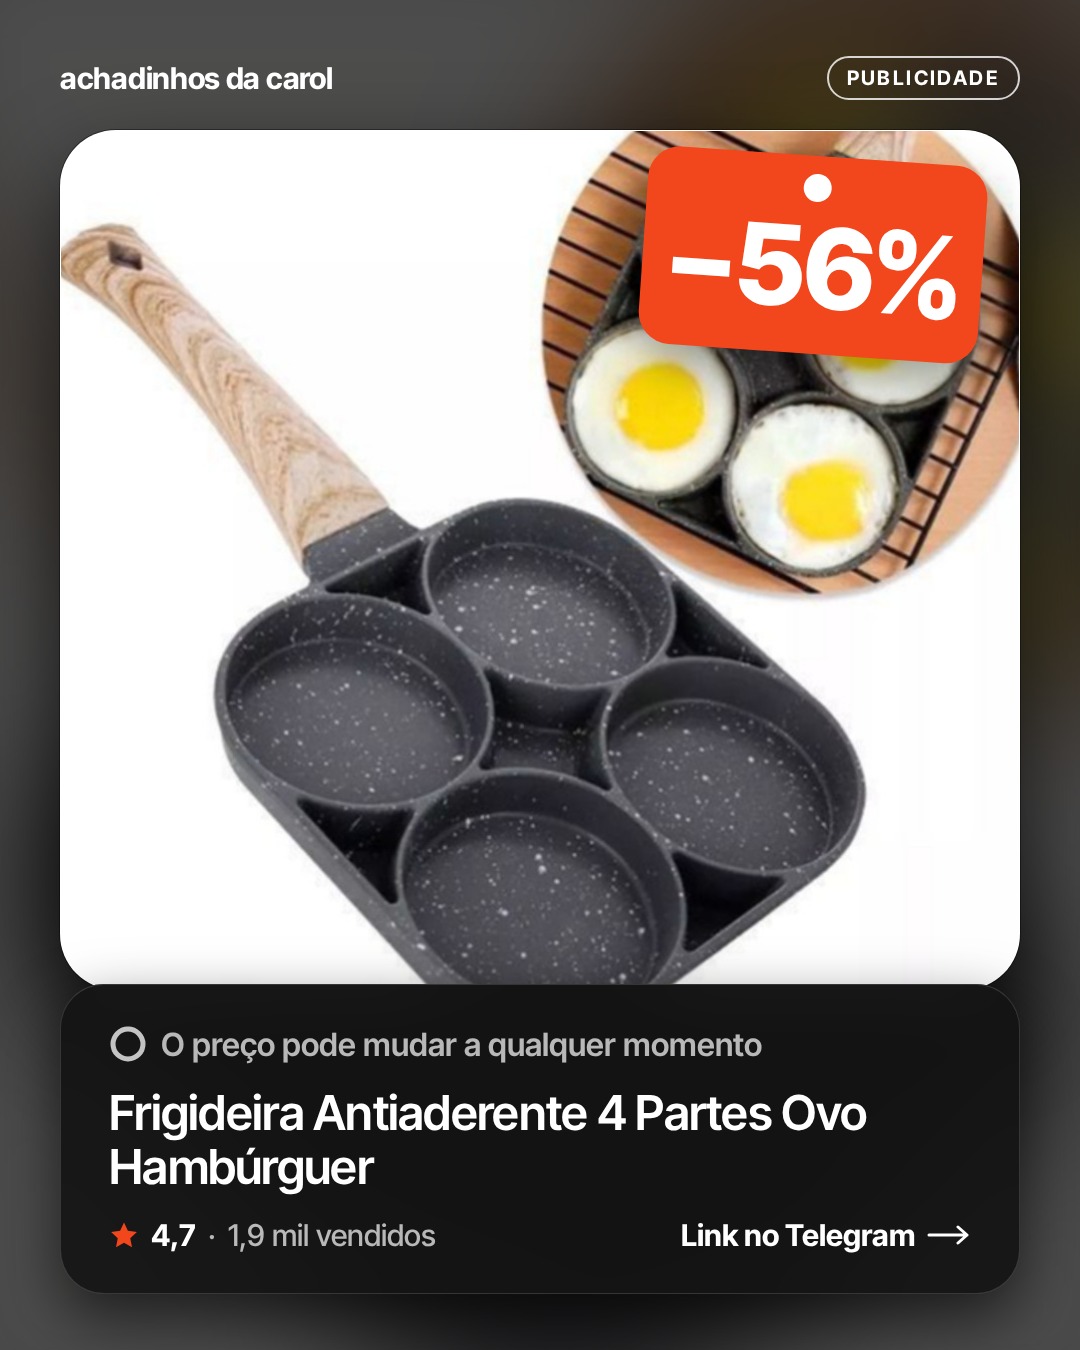 achadinhos da carol
PUBLICIDADE
–56%
O preço pode mudar a qualquer momento
Frigideira Antiaderente 4 Partes Ovo
Hambúrguer
4,7 · 1,9 mil vendidos
Link no Telegram →